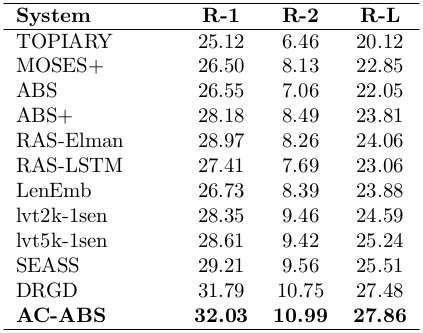 System R-1 R-2 R-L
TOPIARY 25.12 6.46 20.12
MOSES+ 26.50 8.13 22.85
ABS 26.55 7.06 22.05
ABS+ 28.18 8.49 23.81
RAS-Elman 28.97 8.26 24.06
RAS-LSTM 27.41 7.69 23.06
LenEmb 26.73 8.39 23.88
lvt2k-1sen 28.35 9.46 24.59
lvt5k-1sen 28.61 9.42 25.24
SEASS 29.21 9.56 25.51
DRGD 31.79 10.75 27.48
AC-ABS 32.03 10.99 27.86